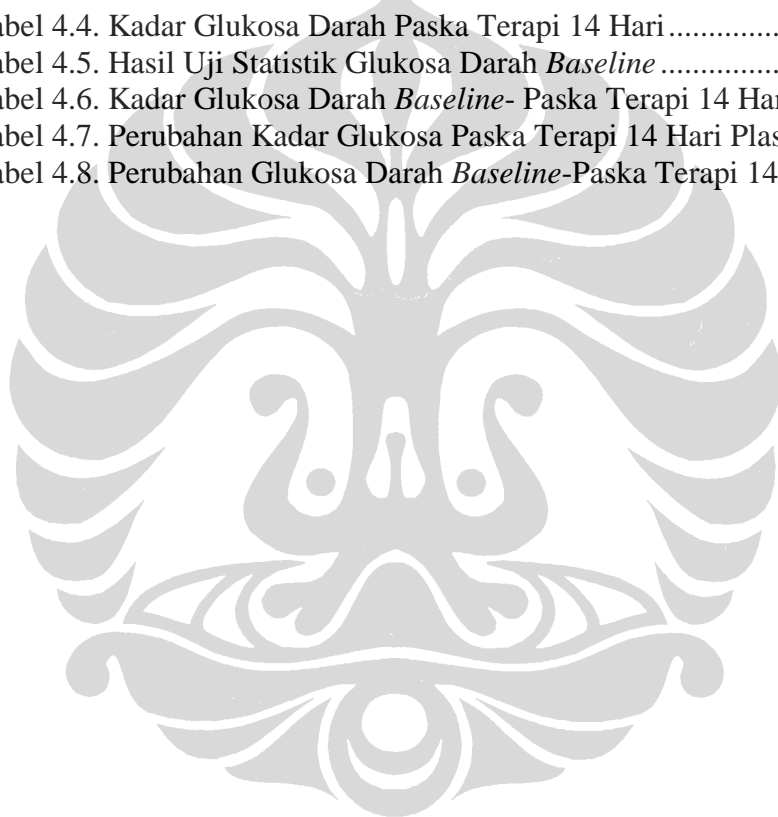 abel 4.4. Kadar Glukosa Darah Paska Terapi 14 Hari...............
abel 4.5. Hasil Uji Statistik Glukosa Darah Baseline................
abel 4.6. Kadar Glukosa Darah Baseline- Paska Terapi 14 Har
abel 4.7. Perubahan Kadar Glukosa Paska Terapi 14 Hari Plas
abel 4.8. Perubahan Glukosa Darah Baseline-Paska Terapi 14